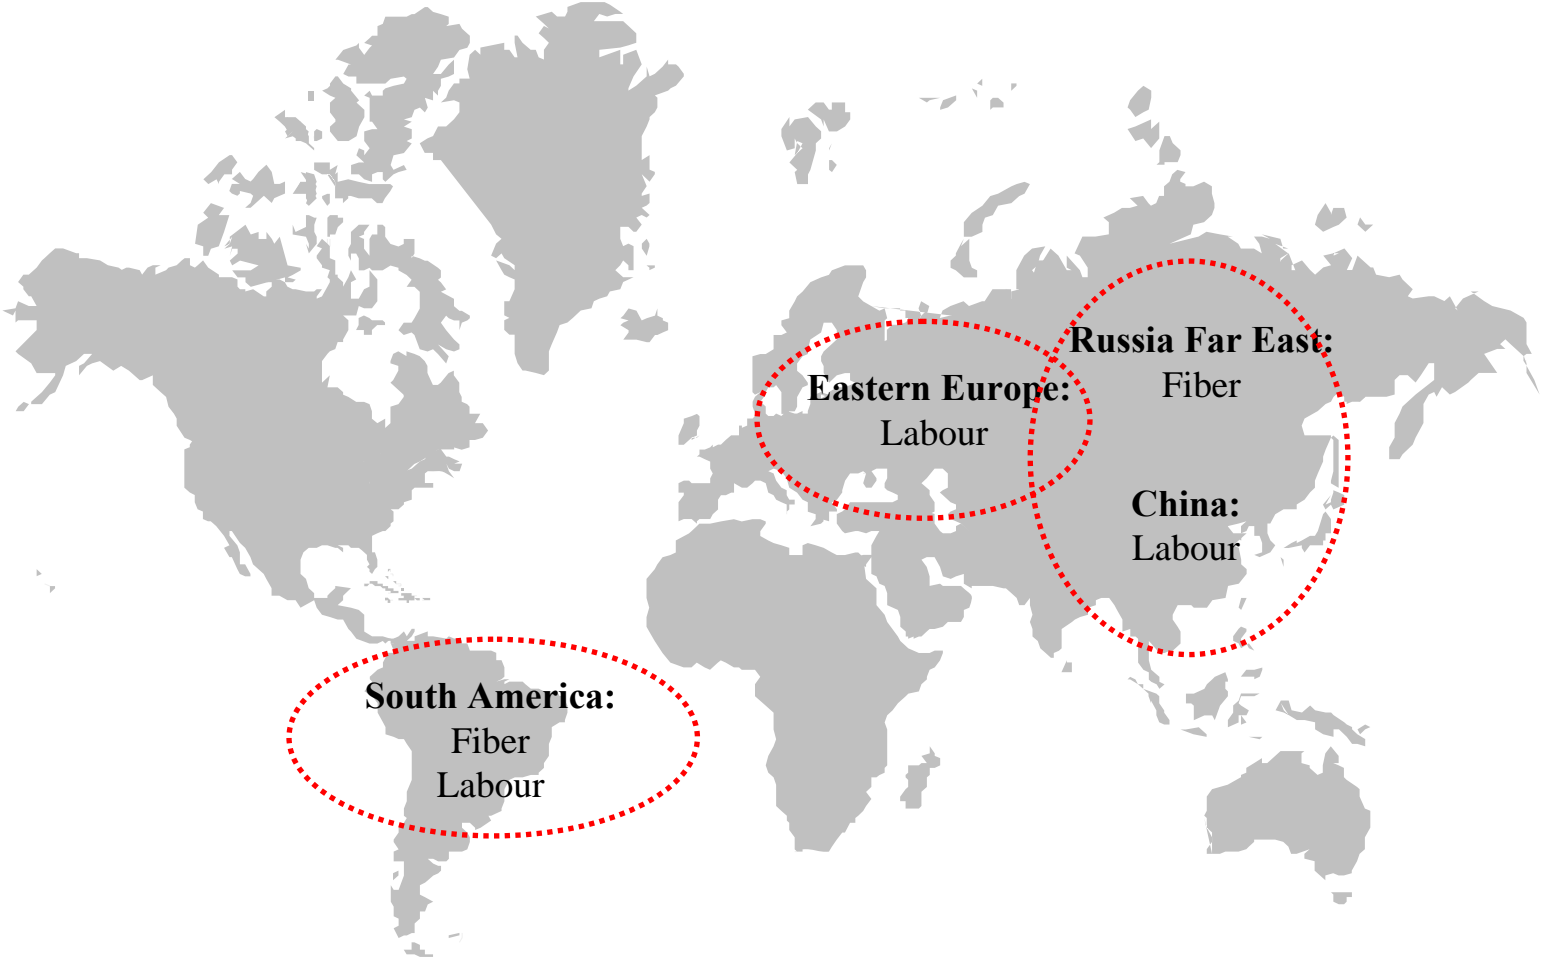 Russia Far East:
Fiber
Eastern Europe:
Labour
China:
Labour
South America:
Fiber
Labour